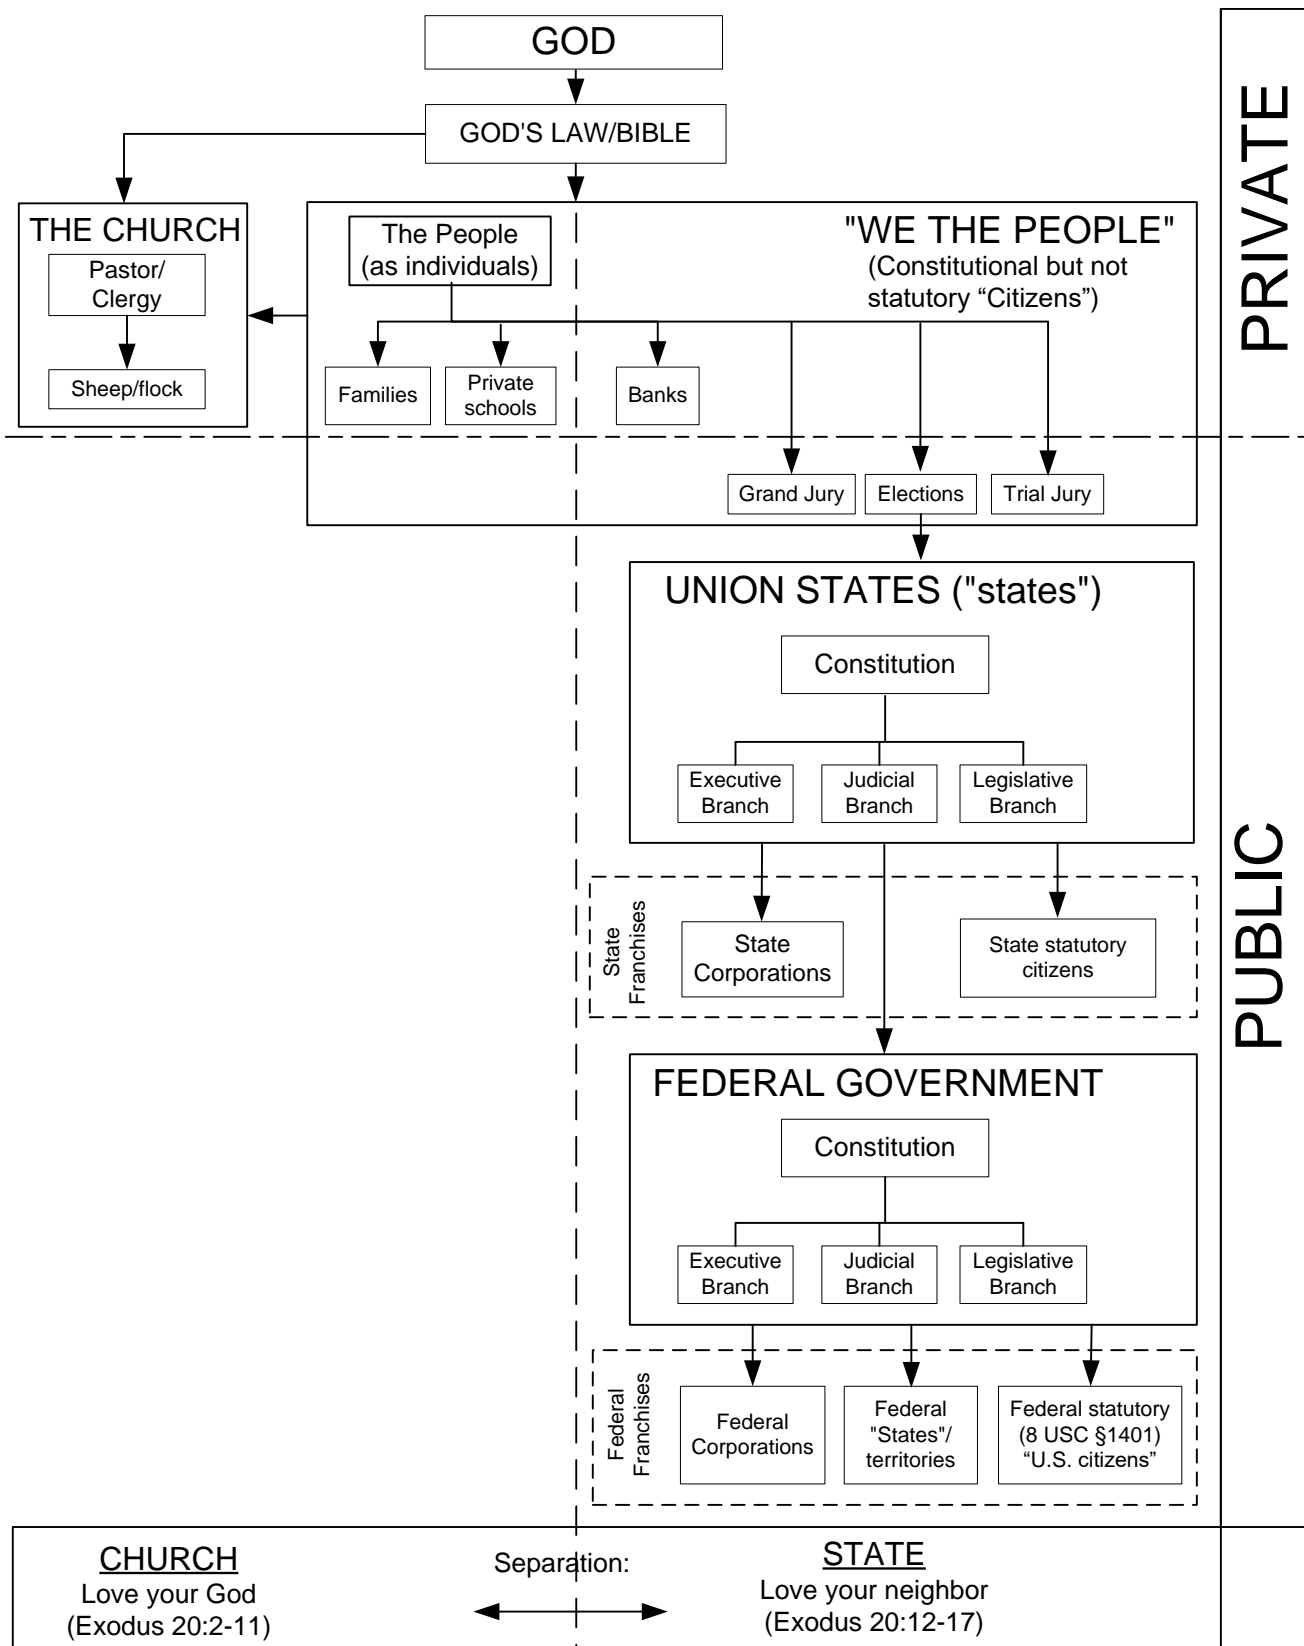 GOD
PRIVATE
GOD'S LAW/BIBLE
THE CHURCH
Pastor/
Clergy
Sheep/flock
The People
(as individuals)
"WE THE PEOPLE"
(Constitutional but not
statutory “Citizens”)
Families
Private
schools
Banks
Grand Jury
Elections
Trial Jury
UNION STATES ("states")
Constitution
Executive
Branch
Judicial
Branch
Legislative
Branch
PUBLIC
State
Franchises
State
Corporations
State statutory
citizens
FEDERAL GOVERNMENT
Constitution
Executive
Branch
Judicial
Branch
Legislative
Branch
Federal
Franchises
Federal
Corporations
Federal
"States"/
territories
Federal statutory
(8 USC §1401)
“U.S. citizens”
CHURCH
Love your God
(Exodus 20:2-11)
Separation:
STATE
Love your neighbor
(Exodus 20:12-17)